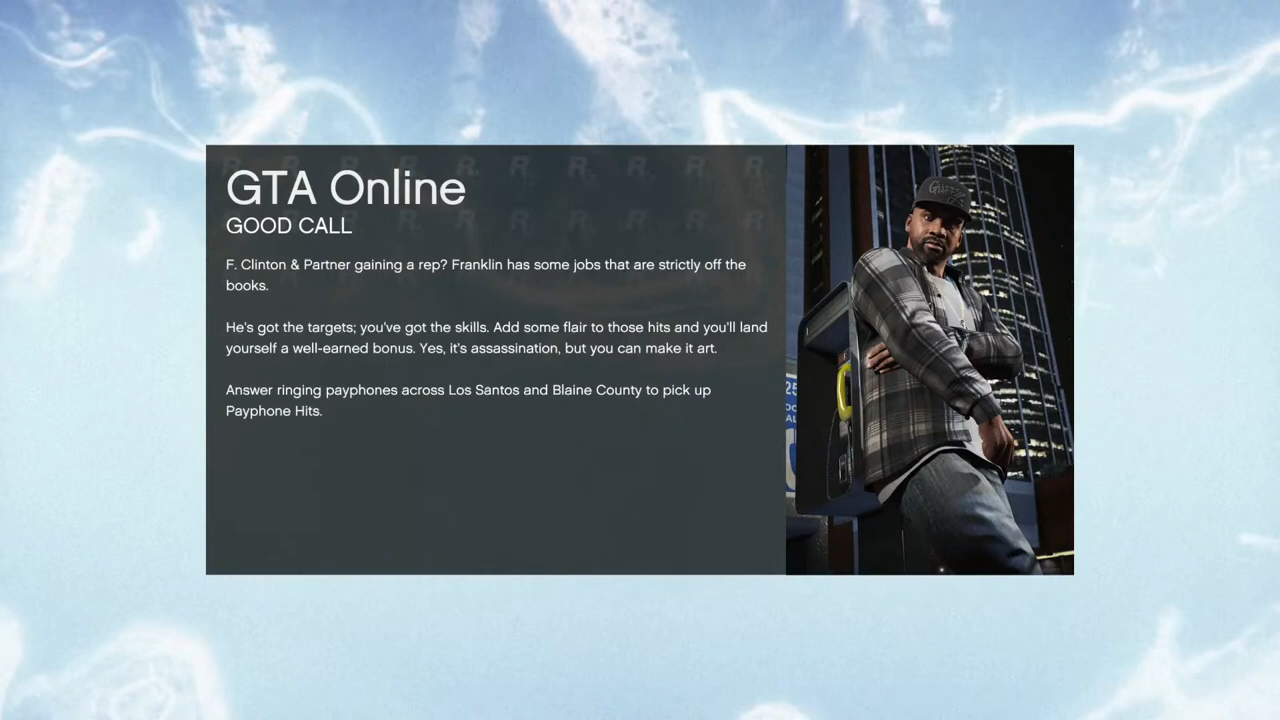 GTA Online
GOOD CALL
F. Clinton & Partner gaining a rep? Franklin has some jobs that are strictly off the
books.
He's got the targets; you've got the skills. Add some flair to those hits and you'll land
yourself a well-earned bonus. Yes, it's assassination, but you can make it art.
Answer ringing payphones across Los Santos and Blaine County to pick up
Payphone Hits.
25